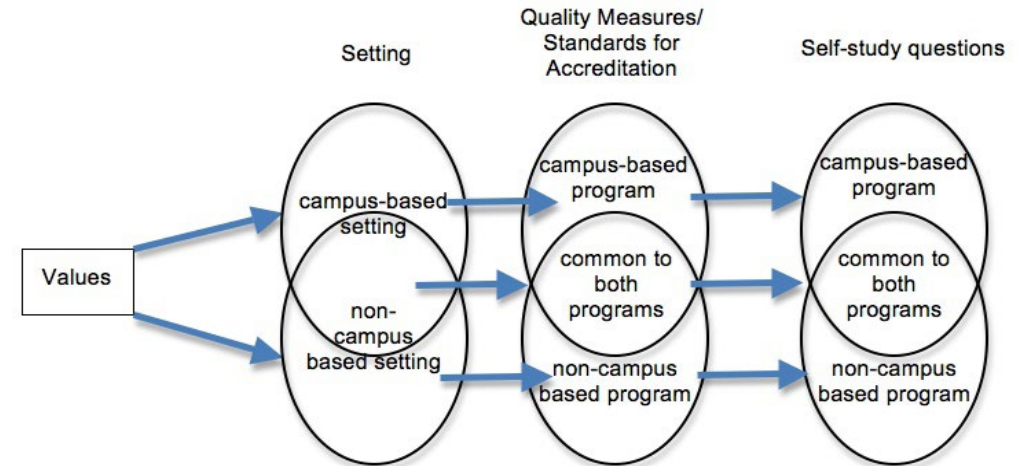 Setting
Quality Measures/
Standards for
Accreditation
Self-study questions
Values
campus-based
setting
non-
campus
based setting
campus-based
program
common to
both
programs
non-campus
based program
campus-based
program
common to
both
programs
non-campus
based program